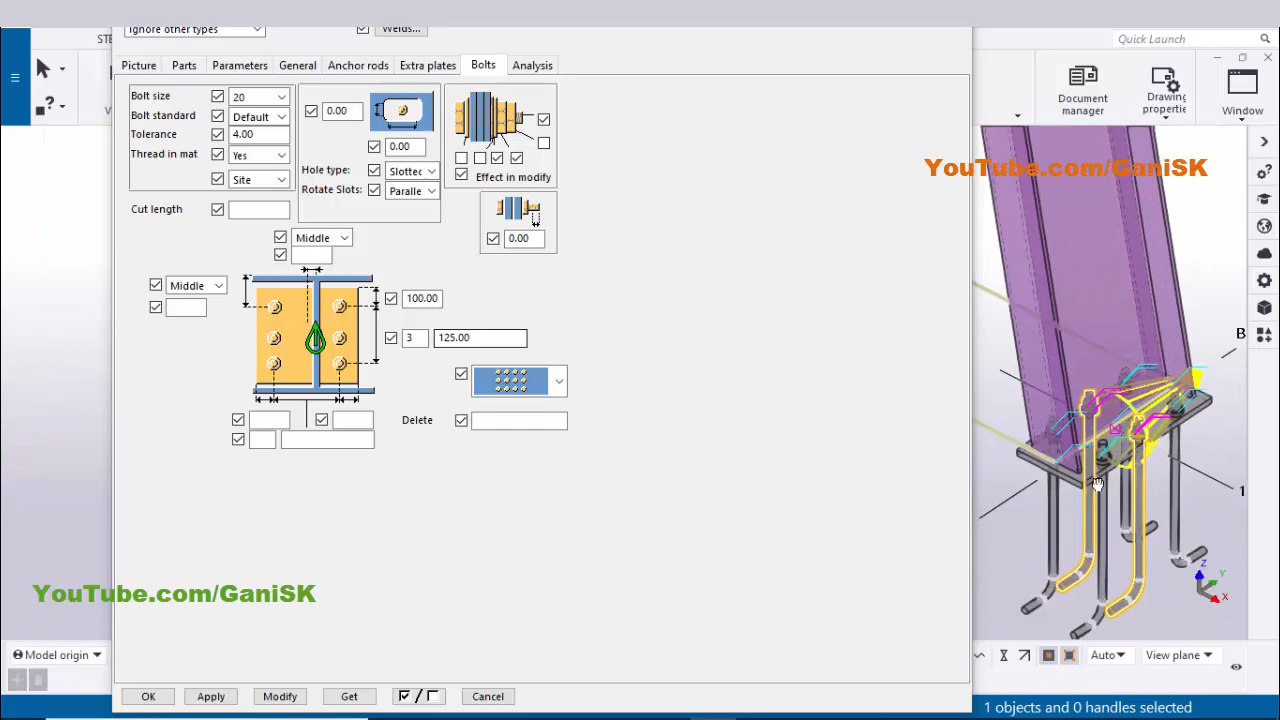 Ignore other types
Welds...
STE
Quick Launch
Picture
Parts
Parameters
General
Anchor rods
Extra plates
Bolts
Analysis
Document manager
Drawing propertie
Window
Bolt size
20
Bolt standard
Default
Tolerance
4.00
Thread in mat
Yes
Site
Cut length
0.00
0.00
Hole type:
Slotted
Rotate Slots:
Paralle
Effect in modify
0.00
Middle
Middle
100.00
3
125.00
Delete
YouTube.com/GaniSK
B
1
YouTube.com/GaniSK
Z
Y
X
Model origin
Auto
View plane
OK
Apply
Modify
Get
/
Cancel
1 objects and 0 handles selected